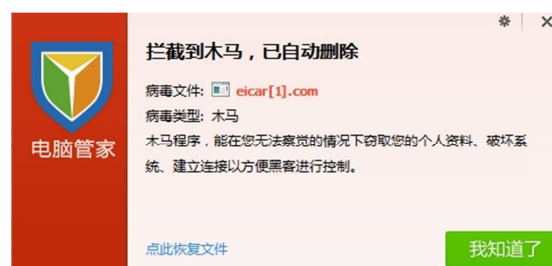 拦截到木马，已自动删除
病毒文件: eicar[1].com
病毒类型: 木马
木马程序，能在您无法察觉的情况下窃取您的个人资料、破坏系
统、建立连接以方便黑客进行控制。
电脑管家
点此恢复文件
我知道了